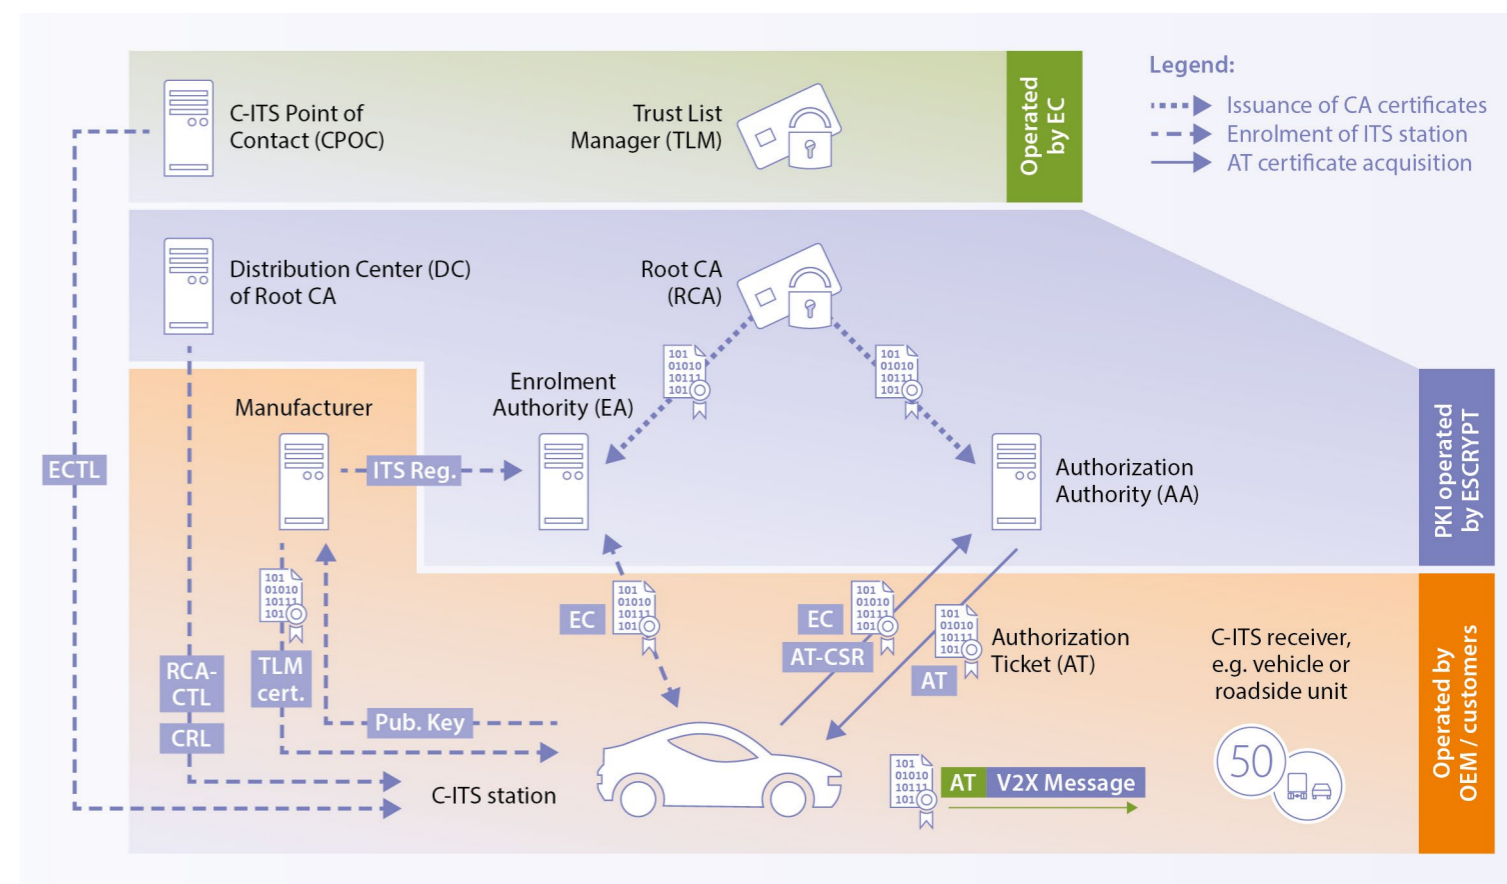 C-ITS Point of
Contact (CPOC)
Trust List
Manager (TLM)
Operated
by EC
Legend:
Issuance of CA certificates
Enrolment of ITS station
AT certificate acquisition
Distribution Center (DC)
of Root CA
Root CA
(RCA)
101
01010
10111
101
101
01010
10111
101
Manufacturer
Enrolment
Authority (EA)
ECTL
ITS Reg.
Authorization
Authority (AA)
PKI operated
by ESCRYPT
101
01010
10111
101
EC
101
01010
10111
101
EC
AT-CSR
101
01010
10111
101
101
01010
10111
101
AT
Authorization
Ticket (AT)
C-ITS receiver,
e.g. vehicle or
roadside unit
RCA-
CTL
CRL
TLM
cert.
Pub. Key
C-ITS station
101
01010
10111
101
AT
V2X Message
50
Operated by
OEM / customers